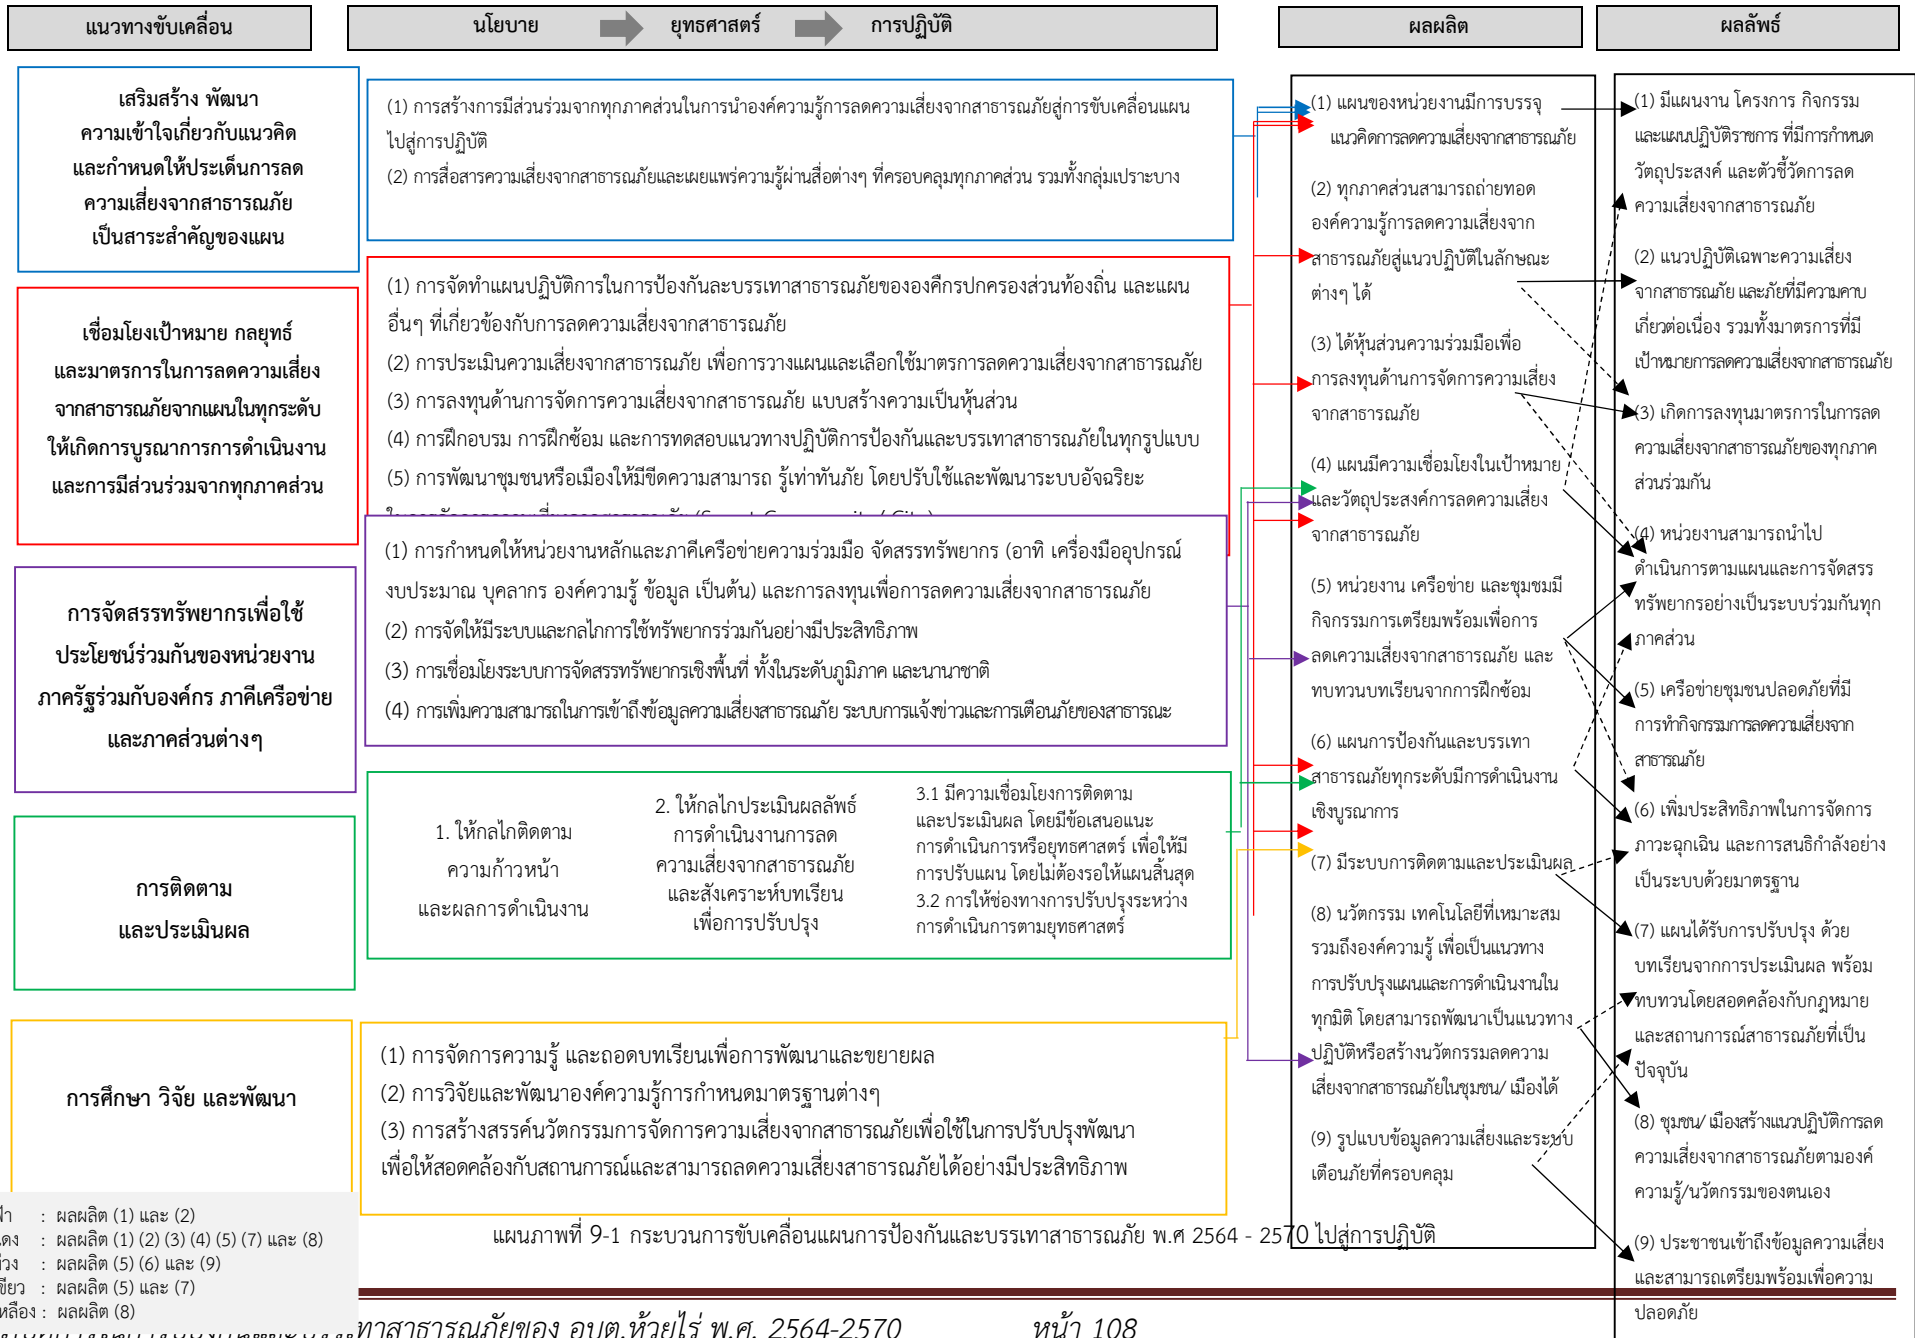 แนวทางขับเคลื่อน
นโยบาย
ยุทธศาสตร์
การปฏิบัติ
ผลผลิต
ผลลัพธ์
เสริมสร้าง พัฒนา
ความเข้าใจเกี่ยวกับแนวคิด
และกำหนดให้ประเด็นการลด
ความเสี่ยงจากสาธารณภัย
เป็นสาระสำคัญของแผน
(1) การสร้างการมีส่วนร่วมจากทุกภาคส่วนในการนำองค์ความรู้การลดความเสี่ยงจากสาธารณภัยสู่การขับเคลื่อนแผน
ไปสู่การปฏิบัติ
(2) การสื่อสารความเสี่ยงจากสาธารณภัยและเผยแพร่ความรู้ผ่านสื่อต่างๆ ที่ครอบคลุมทุกภาคส่วน รวมทั้งกลุ่มเปราะบาง
เชื่อมโยงเป้าหมาย กลยุทธ์
และมาตรการในการลดความเสี่ยง
จากสาธารณภัยจากแผนในทุกระดับ
ให้เกิดการบูรณาการการดำเนินงาน
และการมีส่วนร่วมจากทุกภาคส่วน
(1) การจัดทำแผนปฏิบัติการในการป้องกันละบรรเทาสาธารณภัยขององค์กรปกครองส่วนท้องถิ่น และแผน
อื่นๆ ที่เกี่ยวข้องกับการลดความเสี่ยงจากสาธารณภัย
(2) การประเมินความเสี่ยงจากสาธารณภัย เพื่อการวางแผนและเลือกใช้มาตรการลดความเสี่ยงจากสาธารณภัย
(3) การลงทุนด้านการจัดการความเสี่ยงจากสาธารณภัย แบบสร้างความเป็นหุ้นส่วน
(4) การฝึกอบรม การฝึกซ้อม และการทดสอบแนวทางปฏิบัติการป้องกันและบรรเทาสาธารณภัยในทุกรูปแบบ
(5) การพัฒนาชุมชนหรือเมืองให้มีขีดความสามารถ รู้เท่าทันภัย โดยปรับใช้และพัฒนาระบบอัจฉริยะ
การจัดสรรทรัพยากรเพื่อใช้
ประโยชน์ร่วมกันของหน่วยงาน
ภาครัฐร่วมกับองค์กร ภาคีเครือข่าย
และภาคส่วนต่างๆ
(1) การกำหนดให้หน่วยงานหลักและภาคีเครือข่ายความร่วมมือ จัดสรรทรัพยากร (อาทิ เครื่องมืออุปกรณ์
งบประมาณ บุคลากร องค์ความรู้ ข้อมูล เป็นต้น) และการลงทุนเพื่อการลดความเสี่ยงจากสาธารณภัย
(2) การจัดให้มีระบบและกลไกการใช้ทรัพยากรร่วมกันอย่างมีประสิทธิภาพ
(3) การเชื่อมโยงระบบการจัดสรรทรัพยากรเชิงพื้นที่ ทั้งในระดับภูมิภาค และนานาชาติ
(4) การเพิ่มความสามารถในการเข้าถึงข้อมูลความเสี่ยงสาธารณภัย ระบบการแจ้งข่าวและการเตือนภัยของสาธารณะ
การติดตาม
และประเมินผล
1. ให้กลไกติดตาม
ความก้าวหน้า
และผลการดำเนินงาน
2. ให้กลไกประเมินผลลัพธ์
การดำเนินงานการลด
ความเสี่ยงจากสาธารณภัย
และสังเคราะห์บทเรียน
เพื่อการปรับปรุง
3.1 มีความเชื่อมโยงการติดตาม
และประเมินผล โดยมีข้อเสนอแนะ
การดำเนินการหรือยุทธศาสตร์ เพื่อให้มี
การปรับแผน โดยไม่ต้องรอให้แผนสิ้นสุด
3.2 การให้ช่องทางการปรับปรุงระหว่าง
การดำเนินการตามยุทธศาสตร์
การศึกษา วิจัย และพัฒนา
(1) การจัดการความรู้ และถอดบทเรียนเพื่อการพัฒนาและขยายผล
(2) การวิจัยและพัฒนาองค์ความรู้การกำหนดมาตรฐานต่างๆ
(3) การสร้างสรรค์นวัตกรรมการจัดการความเสี่ยงจากสาธารณภัยเพื่อใช้ในการปรับปรุงพัฒนา
เพื่อให้สอดคล้องกับสถานการณ์และสามารถลดความเสี่ยงสาธารณภัยได้อย่างมีประสิทธิภาพ
(1) แผนของหน่วยงานมีการบรรจุ
แนวคิดการลดความเสี่ยงจากสาธารณภัย
(2) ทุกภาคส่วนสามารถถ่ายทอด
องค์ความรู้การลดความเสี่ยงจาก
สาธารณภัยสู่แนวปฏิบัติในลักษณะ
ต่างๆ ได้
(3) ได้หุ้นส่วนความร่วมมือเพื่อ
การลงทุนด้านการจัดการความเสี่ยง
จากสาธารณภัย
(4) แผนมีความเชื่อมโยงในเป้าหมาย
และวัตถุประสงค์การลดความเสี่ยง
จากสาธารณภัย
(5) หน่วยงาน เครือข่าย และชุมชมมี
กิจกรรมการเตรียมพร้อมเพื่อการ
ลดเความเสี่ยงจากสาธารณภัย และ
ทบทวนบทเรียนจากการฝึกซ้อม
(6) แผนการป้องกันและบรรเทา
สาธารณภัยทุกระดับมีการดำเนินงาน
เชิงบูรณาการ
(7) มีระบบการติดตามและประเมินผล
(8) นวัตกรรม เทคโนโลยีที่เหมาะสม
รวมถึงองค์ความรู้ เพื่อเป็นแนวทาง
การปรับปรุงแผนและการดำเนินงานใน
ทุกมิติ โดยสามารถพัฒนาเป็นแนวทาง
ปฏิบัติหรือสร้างนวัตกรรมลดความ
เสี่ยงจากสาธารณภัยในชุมชน/ เมืองได้
(9) รูปแบบข้อมูลความเสี่ยงและระบบ
เตือนภัยที่ครอบคลุม
(1) มีแผนงาน โครงการ กิจกรรม
และแผนปฏิบัติราชการ ที่มีการกำหนด
วัตถุประสงค์ และตัวชี้วัดการลด
ความเสี่ยงจากสาธารณภัย
(2) แนวปฏิบัติเฉพาะความเสี่ยง
จากสาธารณภัย และภัยที่มีความคาบ
เกี่ยวต่อเนื่อง รวมทั้งมาตรการที่มี
เป้าหมายการลดความเสี่ยงจากสาธารณภัย
(3) เกิดการลงทุนมาตรการในการลด
ความเสี่ยงจากสาธารณภัยของทุกภาค
ส่วนร่วมกัน
(4) หน่วยงานสามารถนำไป
ดำเนินการตามแผนและการจัดสรร
ทรัพยากรอย่างเป็นระบบร่วมกันทุก
ภาคส่วน
(5) เครือข่ายชุมชนปลอดภัยที่มี
การทำกิจกรรมการลดความเสี่ยงจาก
สาธารณภัย
(6) เพิ่มประสิทธิภาพในการจัดการ
ภาวะฉุกเฉิน และการสนธิกำลังอย่าง
เป็นระบบด้วยมาตรฐาน
(7) แผนได้รับการปรับปรุง ด้วย
บทเรียนจากการประเมินผล พร้อม
ทบทวนโดยสอดคล้องกับกฎหมาย
และสถานการณ์สาธารณภัยที่เป็น
ปัจจุบัน
(8) ชุมชน/ เมืองสร้างแนวปฏิบัติการลด
ความเสี่ยงจากสาธารณภัยตามองค์
ความรู้/นวัตกรรมของตนเอง
(9) ประชาชนเข้าถึงข้อมูลความเสี่ยง
และสามารถเตรียมพร้อมเพื่อความ
ปลอดภัย
: ผลผลิต (1) และ (2)
: ผลผลิต (1) (2) (3) (4) (5) (7) และ (8)
: ผลผลิต (5) (6) และ (9)
เขียว : ผลผลิต (5) และ (7)
เหลือง : ผลผลิต (8)
แผนภาพที่ 9-1 กระบวนการขับเคลื่อนแผนการป้องกันและบรรเทาสาธารณภัย พ.ศ 2564 - 2570 ไปสู่การปฏิบัติ
ทาสาธารณภัยของ อบต.ห้วยไร่ พ.ศ. 2564-2570 หน้า 108